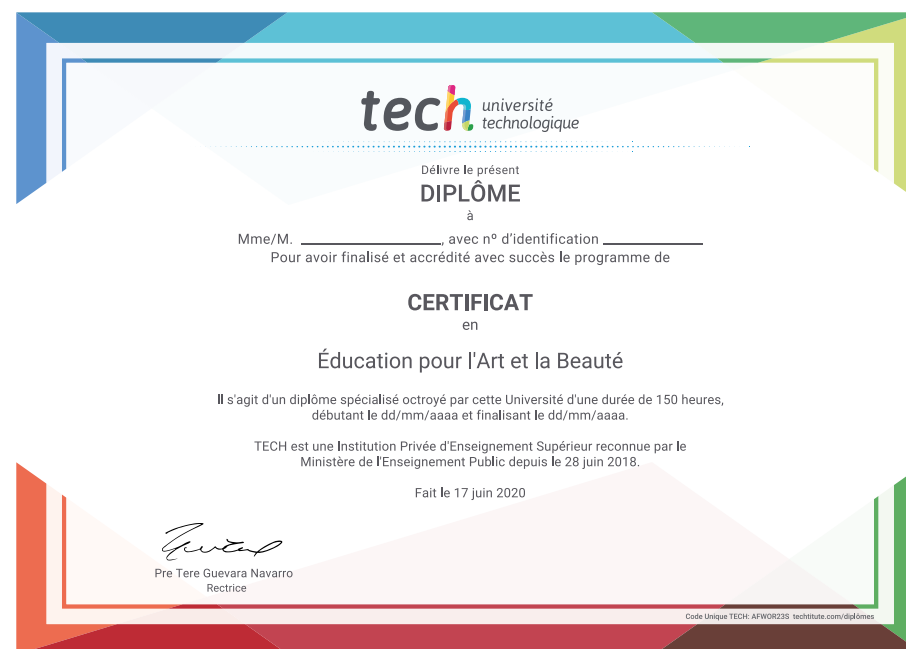 tech université
technologique
Délivre le présent
DIPLÔME
à
Mme/M. ____________________, avec nº d'identification ______________
Pour avoir finalisé et accrédité avec succès le programme de
CERTIFICAT
en
Éducation pour l'Art et la Beauté
Il s'agit d'un diplôme spécialisé octroyé par cette Université d'une durée de 150 heures,
débutant le dd/mm/aaaa et finalisant le dd/mm/aaaa.
TECH est une Institution Privée d'Enseignement Supérieur reconnue par le
Ministère de l'Enseignement Public depuis le 28 juin 2018.
Fait le 17 juin 2020
Pre Tere Guevara Navarro
Rectrice
Code Unique TECH: AFWOR23S techtitute.com/diplômes